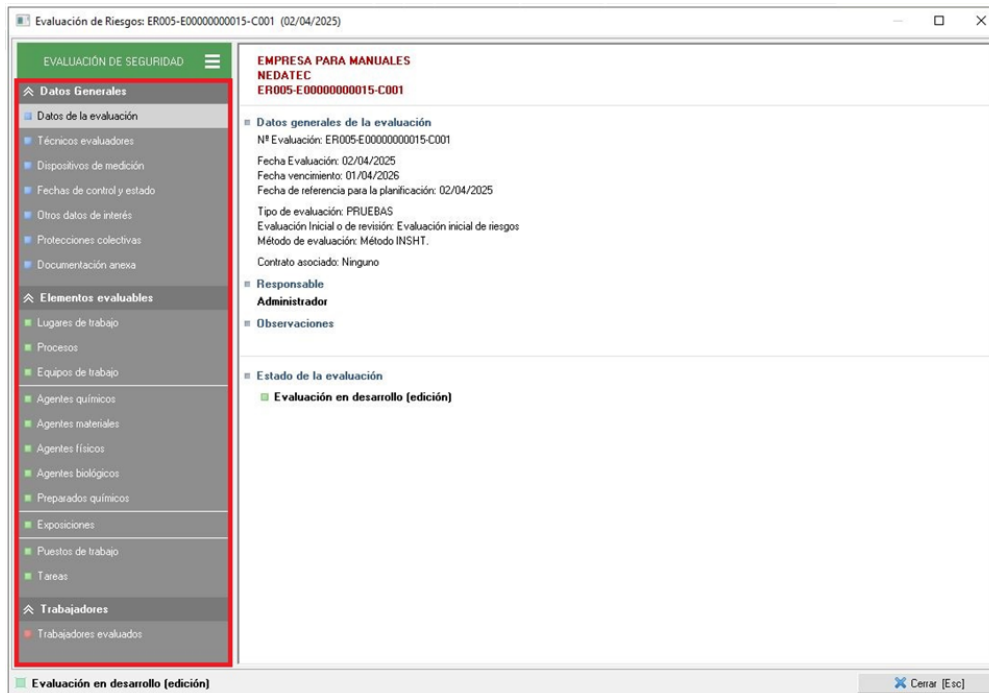 Evaluación de Riesgos: ER005-E00000000015-C001 (02/04/2025)
EVALUACIÓN DE SEGURIDAD
Datos Generales
Datos de la evaluación
Técnicos evaluadores
Dispositivos de medición
Fechas de control y estado
Otros datos de interés
Protecciones colectivas
Documentación anexa
Elementos evaluables
Lugares de trabajo
Procesos
Equipos de trabajo
Agentes químicos
Agentes materiales
Agentes físicos
Agentes biológicos
Preparados químicos
Exposiciones
Puestos de trabajo
Tareas
Trabajadores
Trabajadores evaluados
EMPRESA PARA MANUALES
NEDATEC
ER005-E00000000015-C001
Datos generales de la evaluación
Nº Evaluación: ER005-E00000000015-C001
Fecha Evaluación: 02/04/2025
Fecha vencimiento: 01/04/2026
Fecha de referencia para la planificación: 02/04/2025
Tipo de evaluación: PRUEBAS
Evaluación Inicial o de revisión: Evaluación inicial de riesgos
Método de evaluación: Método INSHT.
Contrato asociado: Ninguno
Responsable
Administrador
Observaciones
Estado de la evaluación
Evaluación en desarrollo (edición)
Evaluación en desarrollo (edición)
Cerrar [Esc]